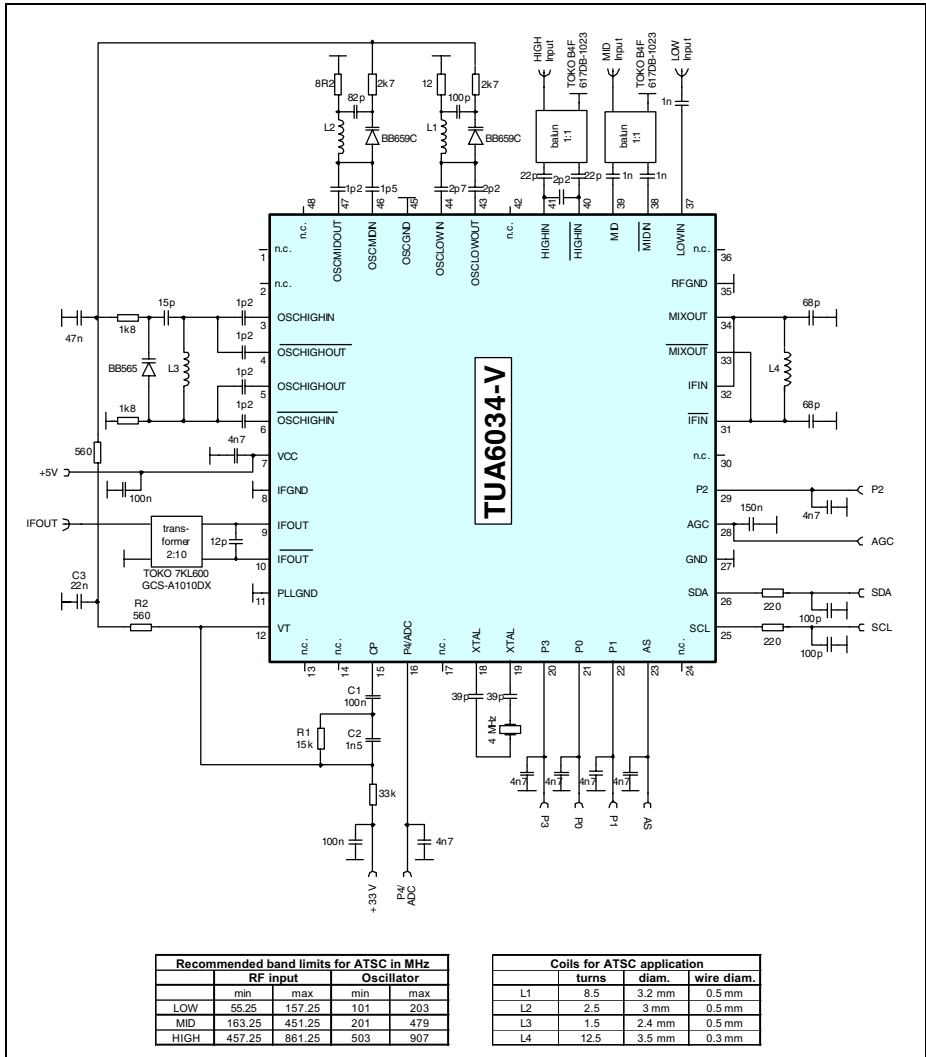 HIGH
Input
TOKO B4F
617DB-1023
MID
Input
TOKO B4F
617DB-1023
LOW
Input
8R2
2k7
12
2k7
82p
100p
1n
L2
BB659C
L1
BB659C
balun
1:1
balun
1:1
22p
22p
2p2
1n
1n
1p2
1p5
2p7
2p2
48
47
46
45
44
43
42
41
40
39
38
37
n.c.
OSCMIDOUT
OSCMIDIN
OSCGND
OSCLOWIN
OSCLOWOUT
n.c.
HIGHIN
HIGHIN
MID
MIDIN
LOWIN
1
n.c.
n.c.
36
2
n.c.
RFGND
35
47n
1k8
15p
1p2
3
OSCHIGHIN
MIXOUT
34
68p
BB565
L3
1p2
4
OSCHIGHOUT
MIXOUT
33
L4
1p2
5
OSCHIGHOUT
IFIN
32
1k8
1p2
6
OSCHIGHIN
IFIN
31
68p
TUA6034-V
560
4n7
7
VCC
n.c.
30
+5V
100n
8
IFGND
P2
29
4n7
P2
IFOUT
trans-
former
2:10
12p
9
IFOUT
AGC
28
150n
AGC
TOKO 7KL600
GCS-A1010DX
10
IFOUT
GND
27
C3
22n
11
PLLGND
SDA
26
220
100p
SDA
R2
560
12
VT
SCL
25
220
100p
SCL
n.c.
n.c.
CP
P4/ADC
n.c.
XTAL
XTAL
P3
P0
P1
AS
n.c.
13
14
15
16
17
18
19
20
21
22
23
24
C1
100n
39p
39p
R1
15k
C2
1n5
4 MHz
33k
4n7
4n7
4n7
4n7
100n
4n7
P3
P0
P1
AS
+33 V
P4/
ADC
Recommended band limits for ATSC in MHz
RF input Oscillator
min max min max
LOW 55.25 157.25 101 203
MID 163.25 451.25 201 479
HIGH 457.25 861.25 503 907
Coils for ATSC application
turns diam. wire diam.
L1 8.5 3.2 mm 0.5 mm
L2 2.5 3 mm 0.5 mm
L3 1.5 2.4 mm 0.5 mm
L4 12.5 3.5 mm 0.3 mm